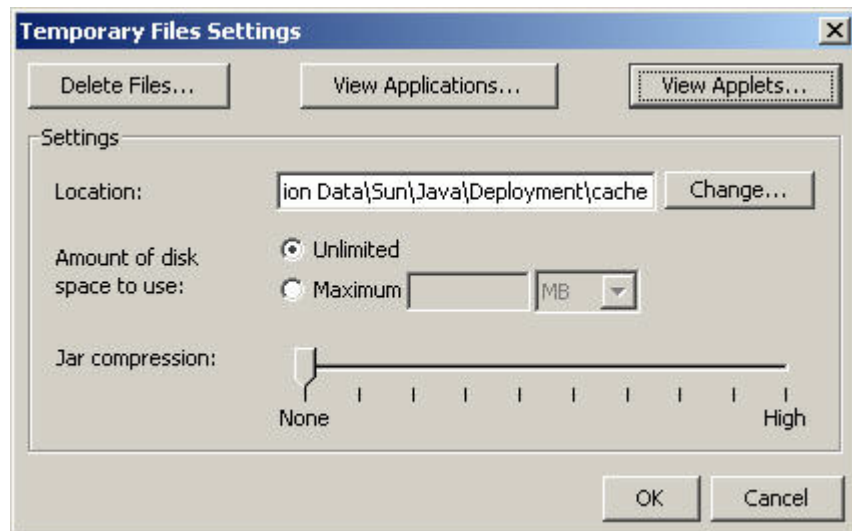 Temporary Files Settings
Delete Files... View Applications... View Applets...
Settings
Location: ion Data\Sun\Java\Deployment\cache Change...
Amount of disk
space to use:
Unlimited
Maximum MB
Jar compression:
None High
OK Cancel